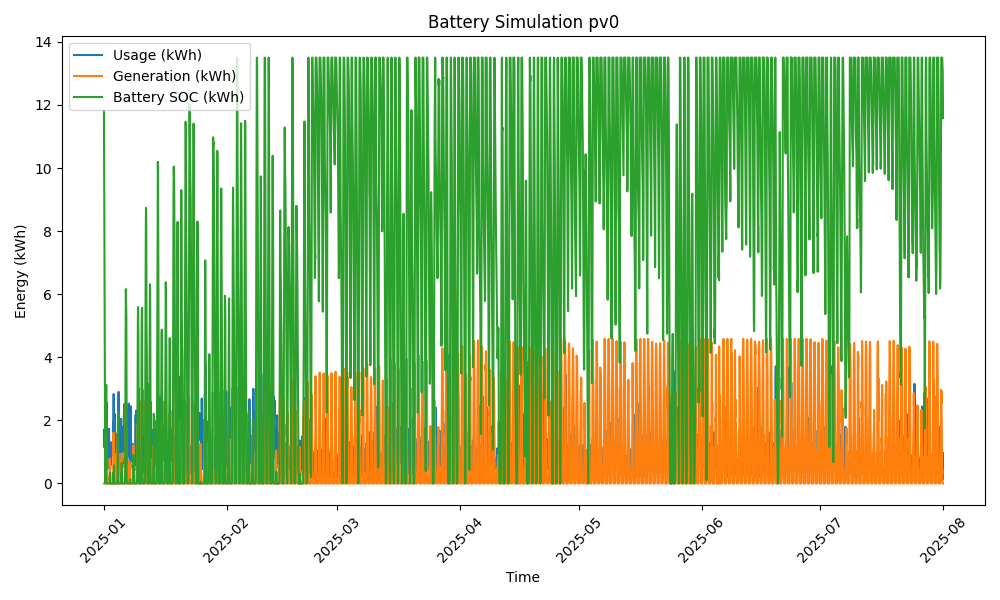 Battery Simulation pv0
Usage (kWh)
Generation (kWh)
Battery SOC (kWh)
Energy (kWh)
14
12
10
8
6
4
2
0
2025-01
2025-02
2025-03
2025-04
2025-05
2025-06
2025-07
2025-08
Time